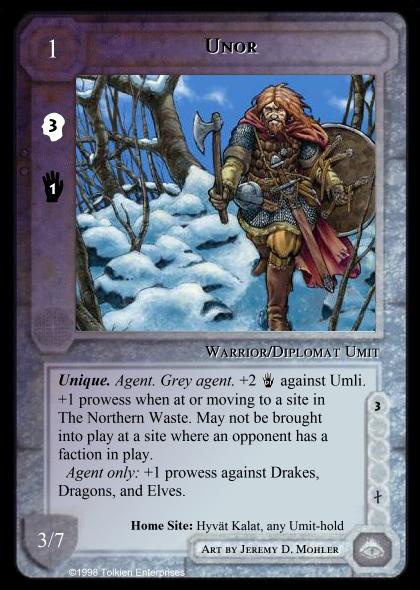 1
UNOR
3
1
WARRIOR/DIPLOMAT UMIT
Unique. Agent. Grey agent. +2 against Umli.
+1 prowess when at or moving to a site in
The Northern Waste. May not be brought
into play at a site where an opponent has a
faction in play.
Agent only: +1 prowess against Drakes,
Dragons, and Elves.
3
Home Site: Hyvät Kalat, any Umit-hold
3/7
ART BY JEREMY D. MOHLER
©1998 Tolkien Enterprises